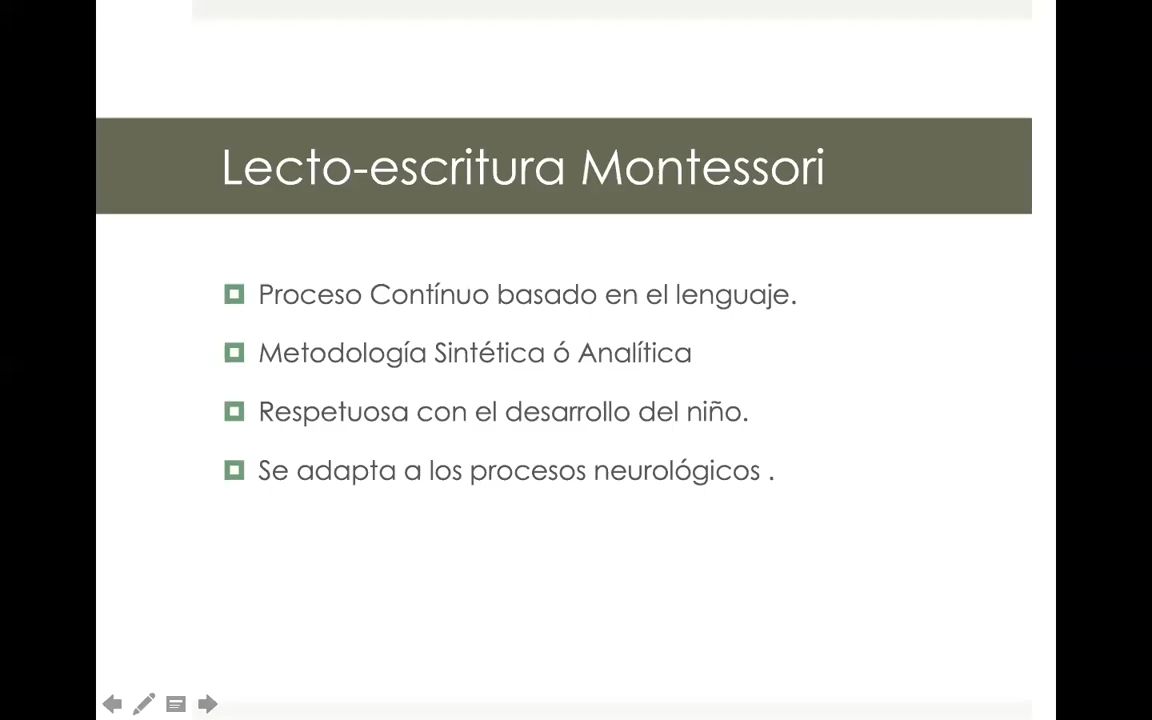 Lecto-escritura Montessori
Proceso Contínuo basado en el lenguaje.
Metodología Sintética ó Analítica
Respetuosa con el desarrollo del niño.
Se adapta a los procesos neurológicos .